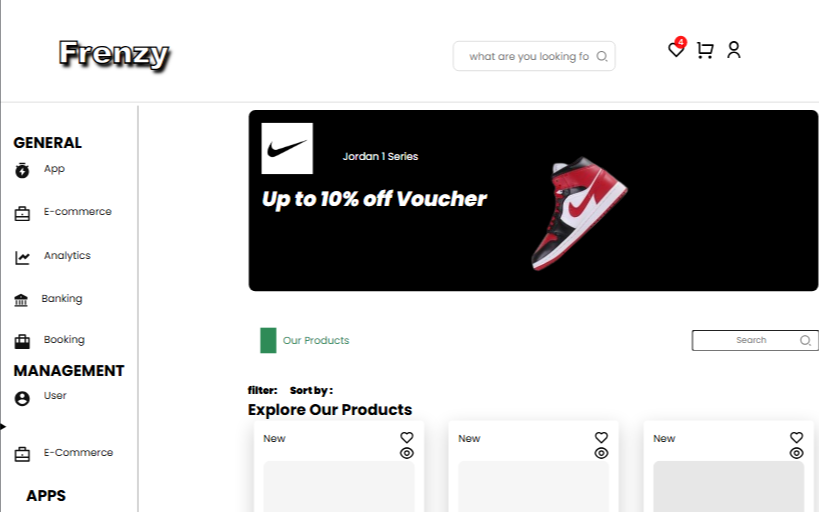 Frenzy
what are you looking fo
4
GENERAL
App
E-commerce
Analytics
Banking
Booking
MANAGEMENT
User
E-Commerce
APPS
Jordan 1 Series
Up to 10% off Voucher
Our Products
Search
filter: Sort by :
Explore Our Products
New
New
New